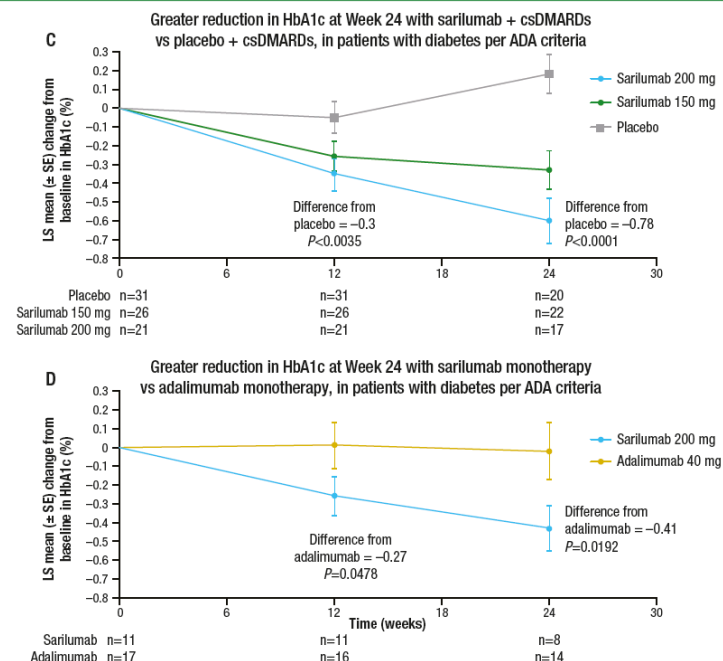 C
Greater reduction in HbA1c at Week 24 with sarilumab + csDMARDs
vs placebo + csDMARDs, in patients with diabetes per ADA criteria
LS mean (± SE) change from
baseline in HbA1c (%)
0.3
0.2
0.1
0
–0.1
–0.2
–0.3
–0.4
–0.5
–0.6
–0.7
–0.8
Sarilumab 200 mg
Sarilumab 150 mg
Placebo
Difference from
placebo = –0.3
P<0.0035
Difference from
placebo = –0.78
P<0.0001
0 6 12 18 24 30
Placebo n=31 n=31 n=20
Sarilumab 150 mg n=26 n=26 n=22
Sarilumab 200 mg n=21 n=21 n=17
D
Greater reduction in HbA1c at Week 24 with sarilumab monotherapy
vs adalimumab monotherapy, in patients with diabetes per ADA criteria
LS mean (± SE) change from
baseline in HbA1c (%)
0.3
0.2
0.1
0
–0.1
–0.2
–0.3
–0.4
–0.5
–0.6
–0.7
–0.8
Sarilumab 200 mg
Adalimumab 40 mg
Difference from
adalimumab = –0.27
P=0.0478
Difference from
adalimumab = –0.41
P=0.0192
0 6 12 18 24 30
Time (weeks)
Sarilumab n=11 n=11 n=8
Adalimumab n=17 n=16 n=14